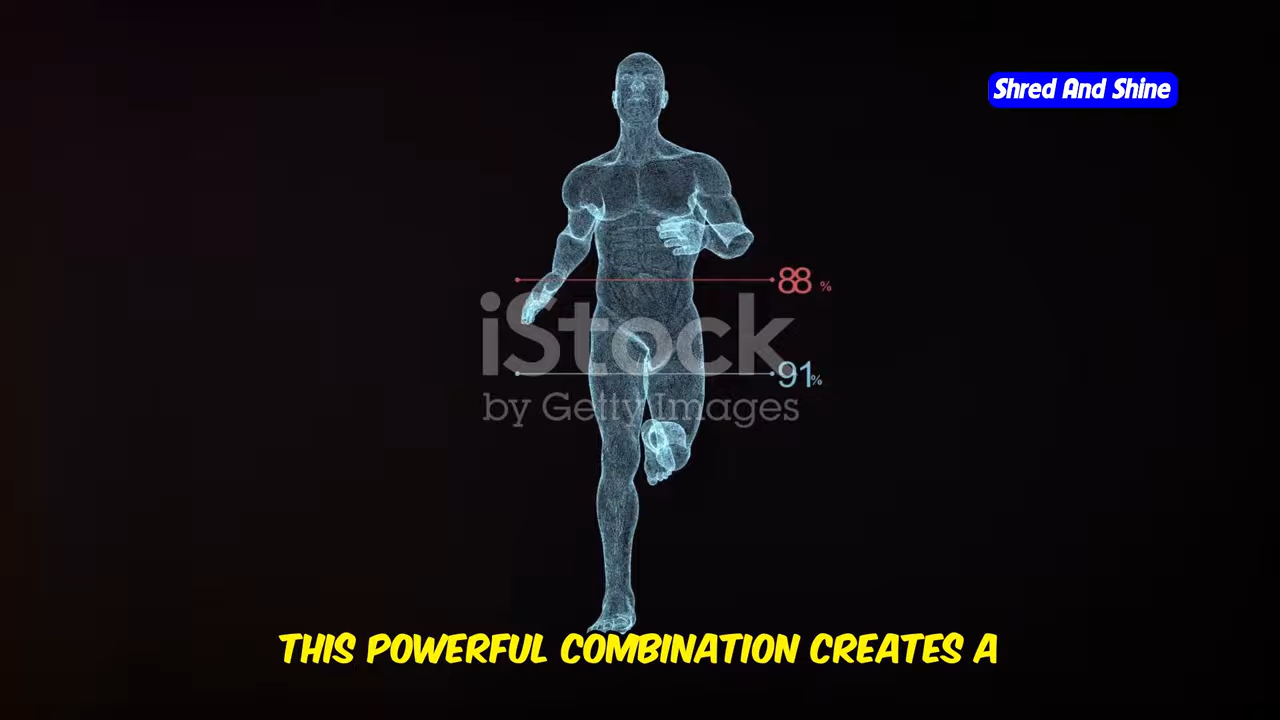 Shred And Shine
88 %
iStock
91%
by Getty Images
THIS POWERFUL COMBINATION CREATES A